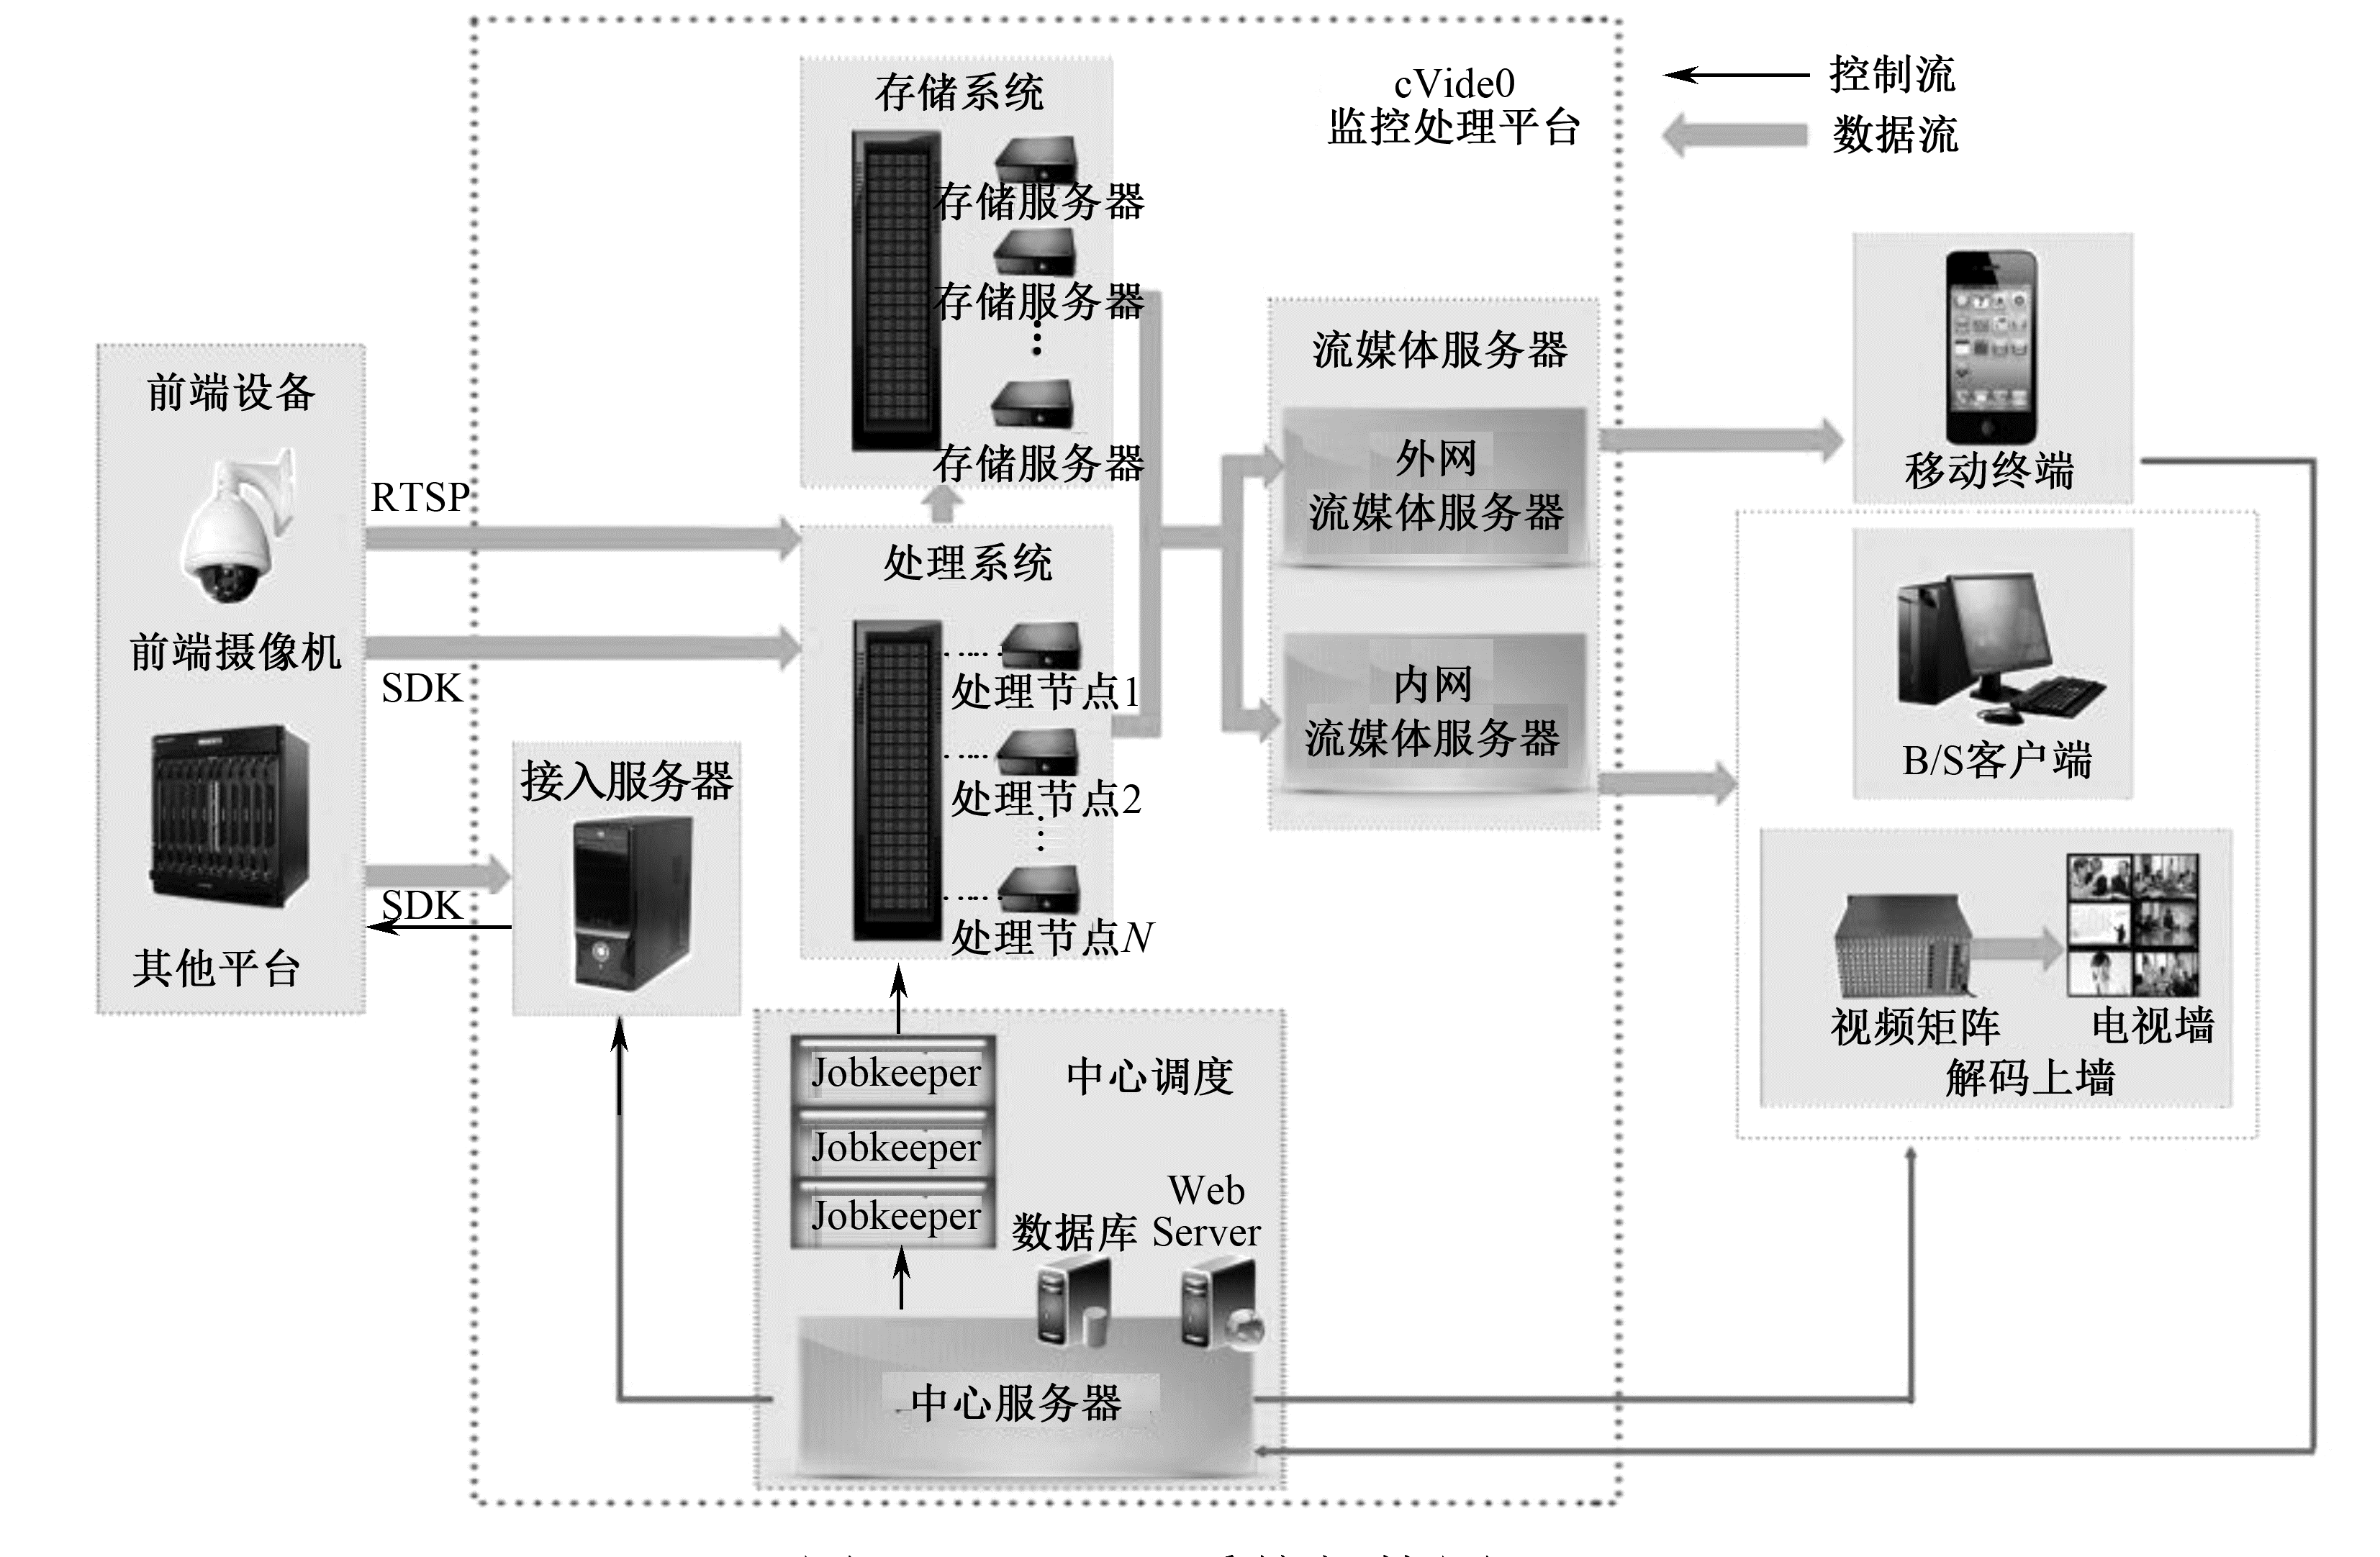 cVide0
监控处理平台
控制流
数据流
存储系统
存储服务器
存储服务器
存储服务器
前端设备
前端摄像机
其他平台
RTSP
SDK
SDK
接入服务器
处理系统
处理节点1
处理节点2
处理节点N
流媒体服务器
外网
流媒体服务器
内网
流媒体服务器
移动终端
B/S客户端
视频矩阵
电视墙
解码上墙
Jobkeeper
Jobkeeper
Jobkeeper
中心调度
数据库
Web
Server
中心服务器